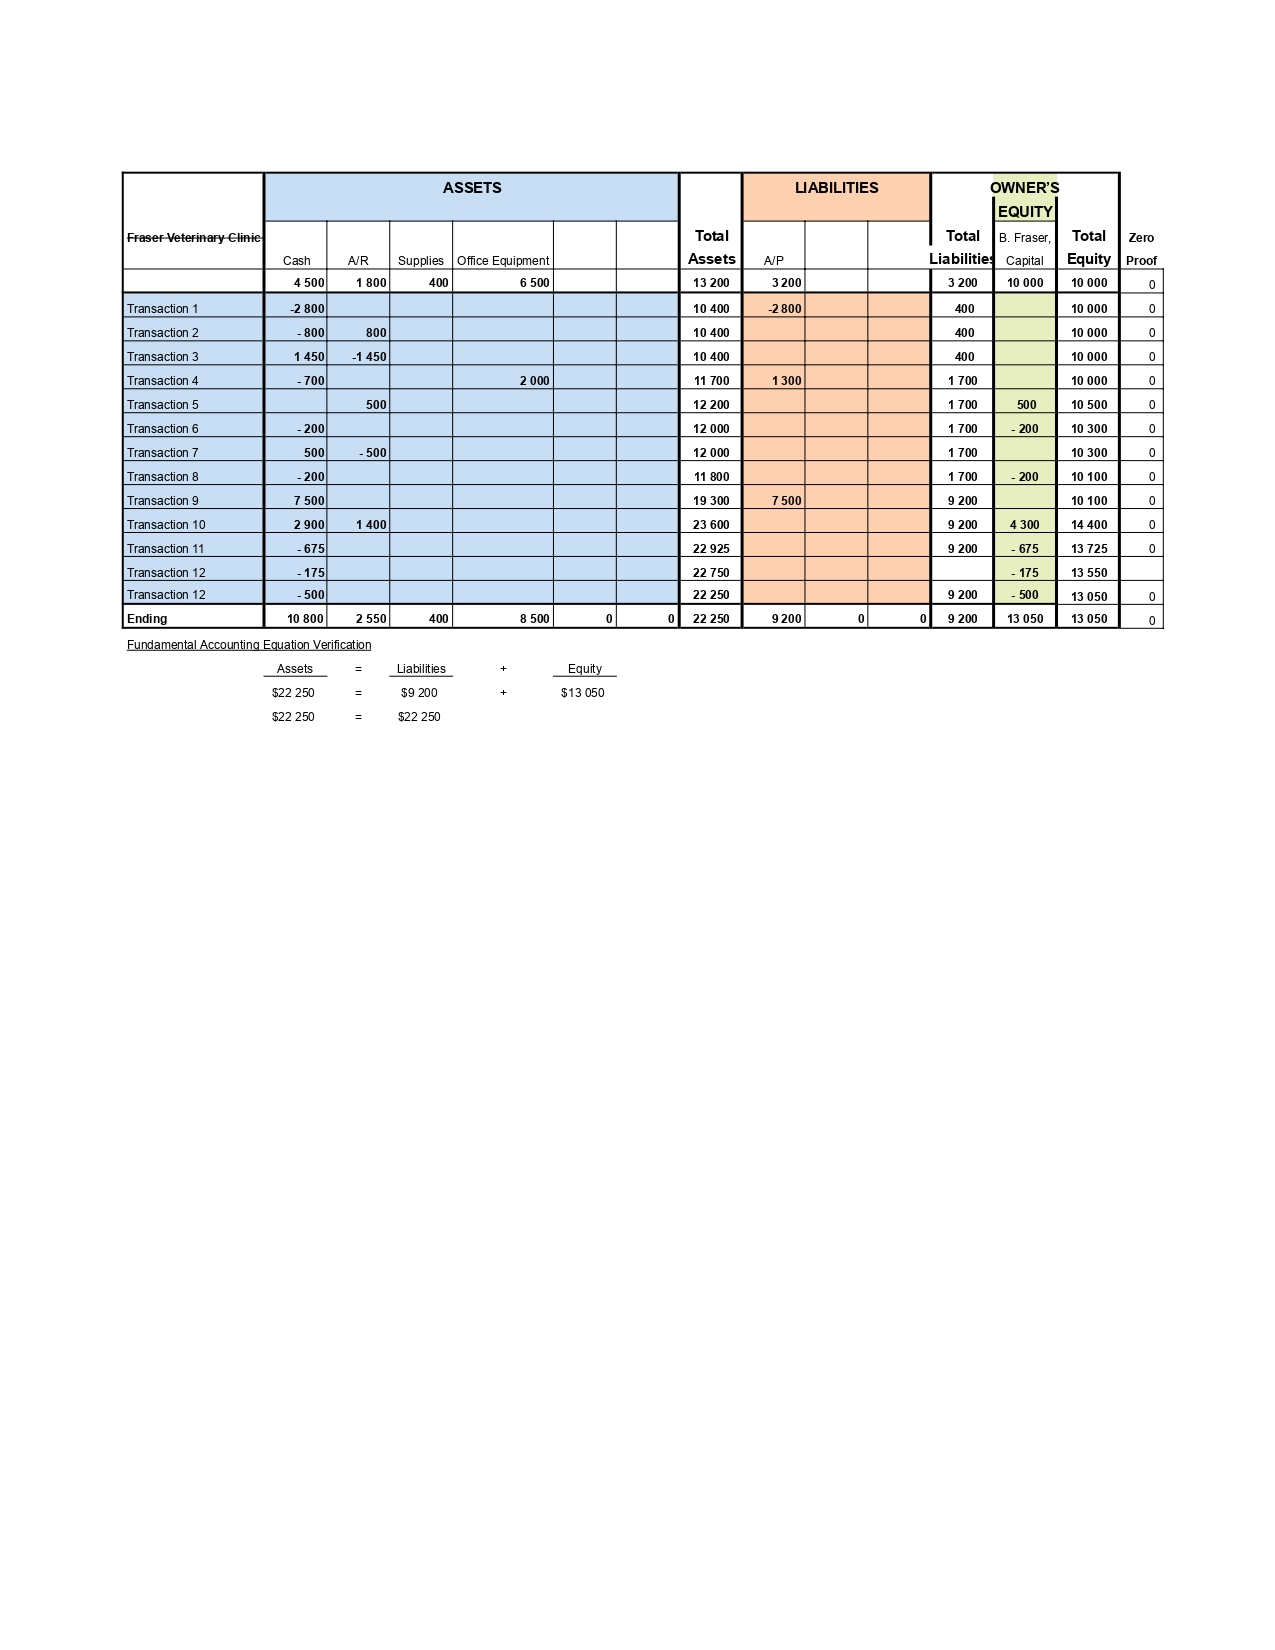 ASSETS LIABILITIES OWNER'S
EQUITY
Fraser Veterinary Clinic Total Total B. Fraser, Total Zero
Cash A/R Supplies Office Equipment Assets A/P Liabilities Capital Equity Proof
4 500 1 800 400 6 500 13 200 3 200 3 200 10 000 10 000 0
Transaction 1 -2 800 10 400 -2 800 400 10 000 0
Transaction 2 - 800 800 10 400 400 10 000 0
Transaction 3 1 450 -1 450 10 400 400 10 000 0
Transaction 4 - 700 2 000 11 700 1 300 1 700 10 000 0
Transaction 5 500 12 200 1 700 500 10 500 0
Transaction 6 - 200 12 000 1 700 - 200 10 300 0
Transaction 7 500 - 500 12 000 1 700 10 300 0
Transaction 8 - 200 11 800 1 700 - 200 10 100 0
Transaction 9 7 500 19 300 7 500 9 200 10 100 0
Transaction 10 2 900 1 400 23 600 9 200 4 300 14 400 0
Transaction 11 - 675 22 925 9 200 - 675 13 725 0
Transaction 12 - 175 22 750 - 175 13 550
Transaction 12 - 500 22 250 9 200 - 500 13 050 0
Ending 10 800 2 550 400 8 500 0 0 22 250 9 200 0 0 9 200 13 050 13 050 0
Fundamental Accounting Equation Verification
Assets = Liabilities + Equity
$22 250 = $9 200 + $13 050
$22 250 = $22 250